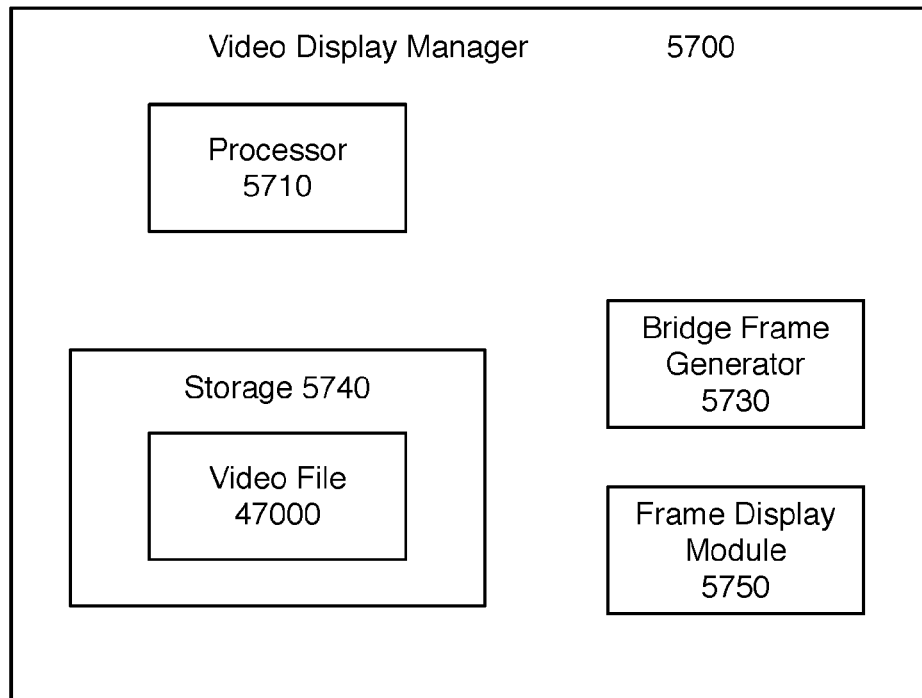 Video Display Manager 5700
Processor
5710
Storage 5740
Video File
47000
Bridge Frame
Generator
5730
Frame Display
Module
5750